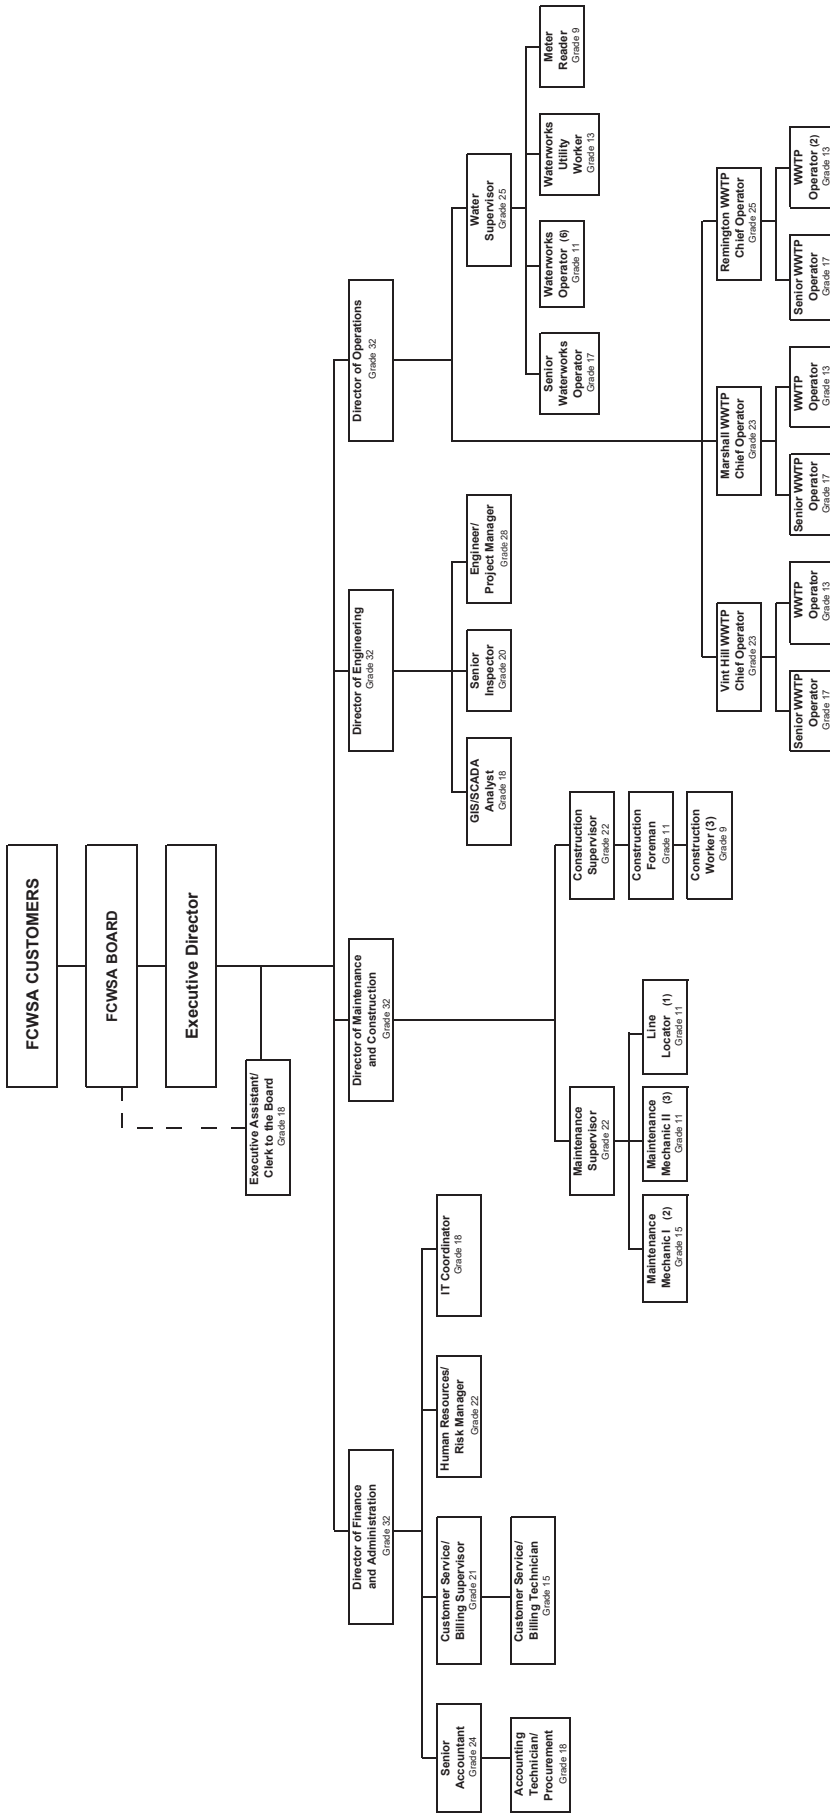 FCWSA CUSTOMERS
FCWSA BOARD
Executive Director
Executive Assistant/
Clerk to the Board
Grade 18
Director of Finance
and Administration
Grade 32
Director of Maintenance
and Construction
Grade 32
Director of Engineering
Grade 32
Director of Operations
Grade 32
Senior
Accountant
Grade 24
Customer Service/
Billing Supervisor
Grade 21
Human Resources/
Risk Manager
Grade 22
IT Coordinator
Grade 18
Accounting
Technician/
Procurement
Grade 18
Customer Service/
Billing Technician
Grade 15
Maintenance
Supervisor
Grade 22
Construction
Supervisor
Grade 22
Maintenance
Mechanic I (2)
Grade 15
Maintenance
Mechanic II (3)
Grade 11
Line
Locator (1)
Grade 11
Construction
Foreman
Grade 11
Construction
Worker (3)
Grade 9
GIS/SCADA
Analyst
Grade 18
Senior
Inspector
Grade 20
Engineer/
Project Manager
Grade 28
Water
Supervisor
Grade 25
Senior
Waterworks
Operator
Grade 17
Waterworks
Operator (6)
Grade 11
Waterworks
Utility
Worker
Grade 13
Meter
Reader
Grade 9
Vint Hill WWTP
Chief Operator
Grade 23
Marshall WWTP
Chief Operator
Grade 23
Remington WWTP
Chief Operator
Grade 25
Senior WWTP
Operator
Grade 17
WWTP
Operator
Grade 13
Senior WWTP
Operator
Grade 17
WWTP
Operator
Grade 13
Senior WWTP
Operator
Grade 17
WWTP
Operator (2)
Grade 13